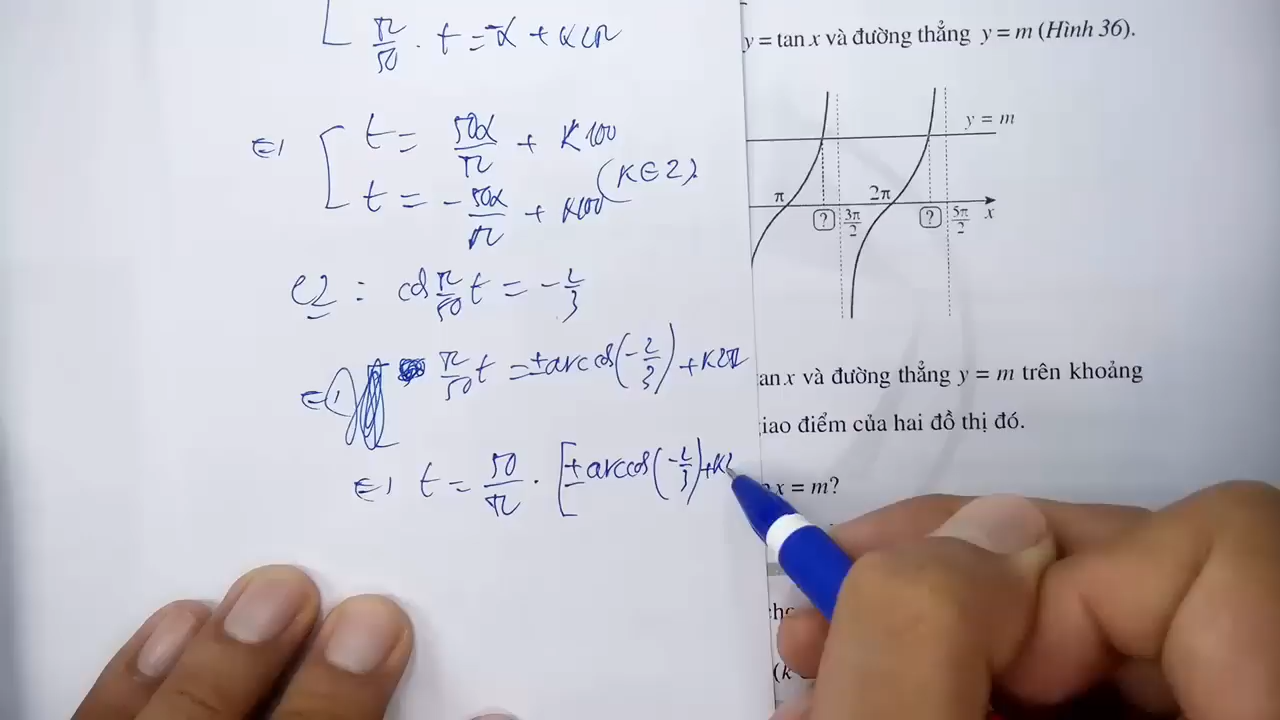 π/50 . t = -α + k2π
⇔ [ t = 50α/π + k100
t = -50α/π + k100 (k∈Z).
C2 : cos π/50 t = -2/3
⇔ π/50 t = ± arccos(-2/3) + k2π
⇔ t = 50/π . [± arccos(-2/3) + k2
y = tan x và đường thẳng y = m (Hình 36).
y = m
π
2π
?
3π/2
?
5π/2
x
an x và đường thẳng y = m trên khoảng
giao điểm của hai đồ thị đó.
x = m?
(k